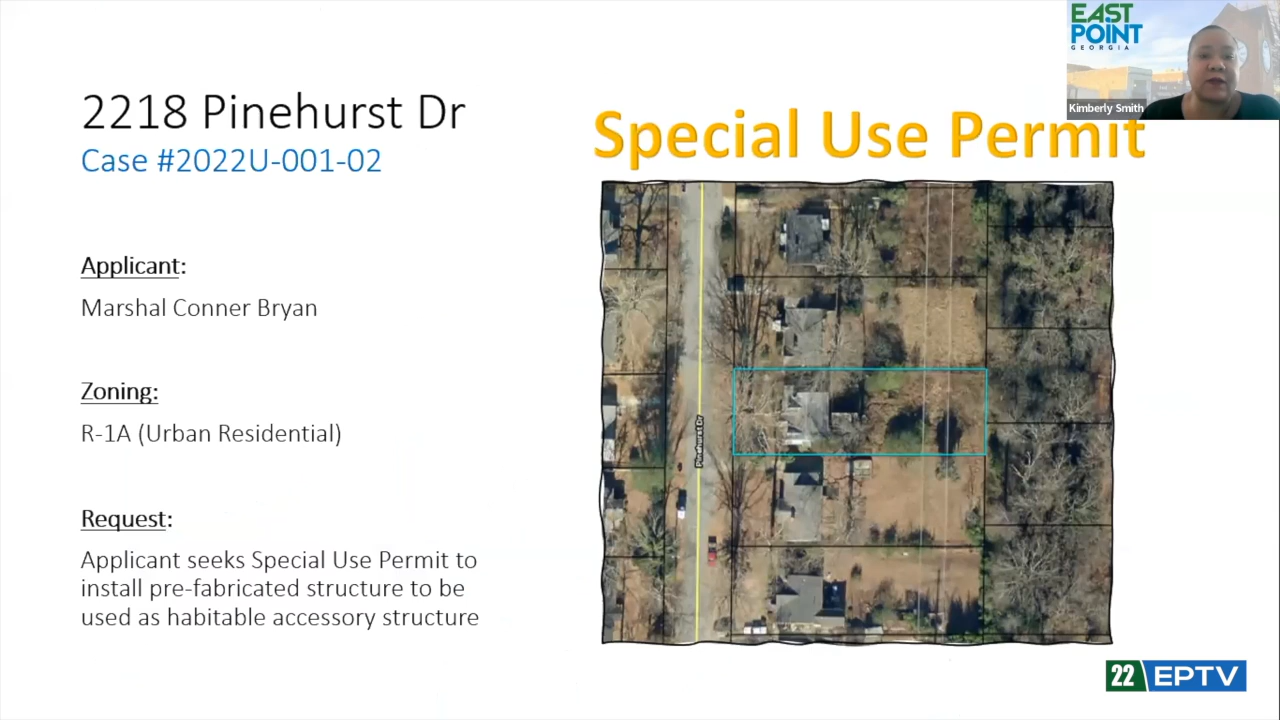 2218 Pinehurst Dr
Case #2022U-001-02
Applicant:
Marshal Conner Bryan
Zoning:
R-1A (Urban Residential)
Request:
Applicant seeks Special Use Permit to
install pre-fabricated structure to be
used as habitable accessory structure
Special Use Permit
Pinehurst Dr
EAST
POINT
GEORGIA
Kimberly Smith
22 EPTV